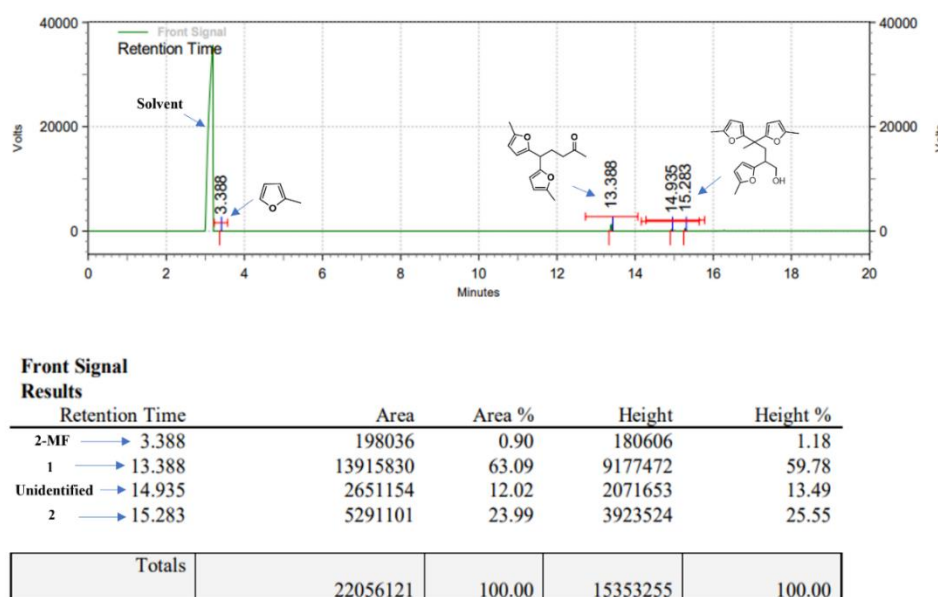 40000
40000
Front Signal
Retention Time
Solvent
20000
20000
Volts
Volts
3.388
13.388
14.935
15.283
O
O
O
O
O
O
O
OH
0
0
0 2 4 6 8 10 12 14 16 18 20
Minutes
Front Signal
Results
Retention Time Area Area % Height Height %
2-MF 3.388 198036 0.90 180606 1.18
1 13.388 13915830 63.09 9177472 59.78
Unidentified 14.935 2651154 12.02 2071653 13.49
2 15.283 5291101 23.99 3923524 25.55
Totals
22056121 100.00 15353255 100.00